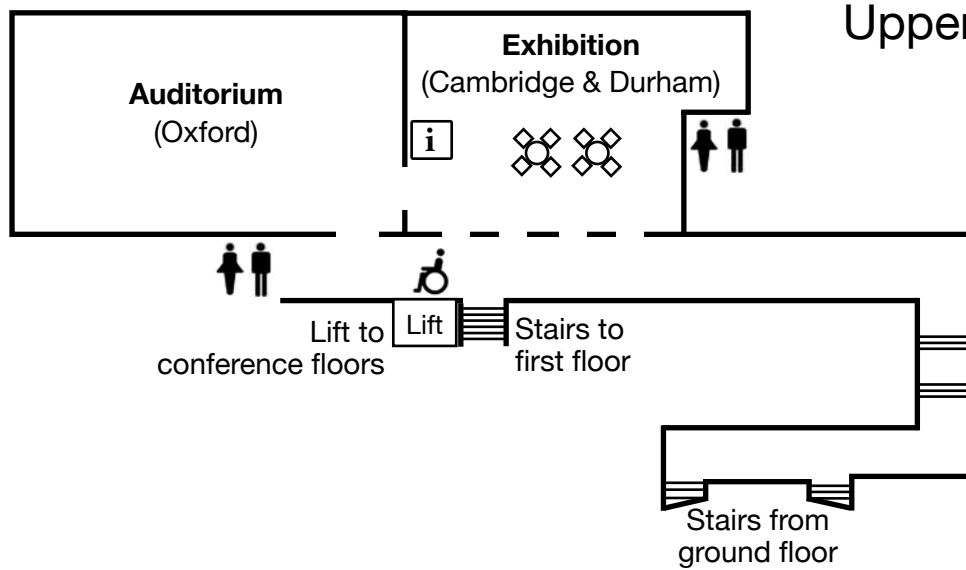 Upper
Exhibition
(Cambridge & Durham)
Auditorium
(Oxford)
i
Lift to
conference floors
Lift
Stairs to
first floor
Stairs from
ground floor